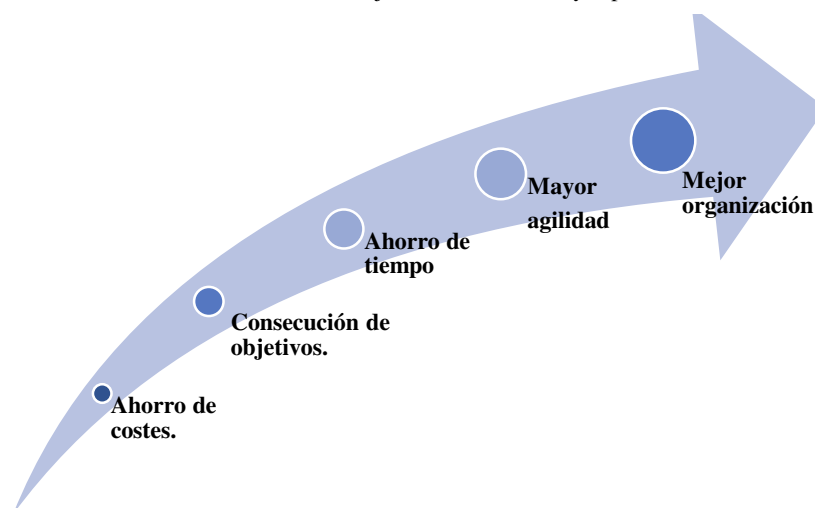 Ahorro de
costes.
Consecución de
objetivos.
Ahorro de
tiempo
Mayor
agilidad
Mejor
organización